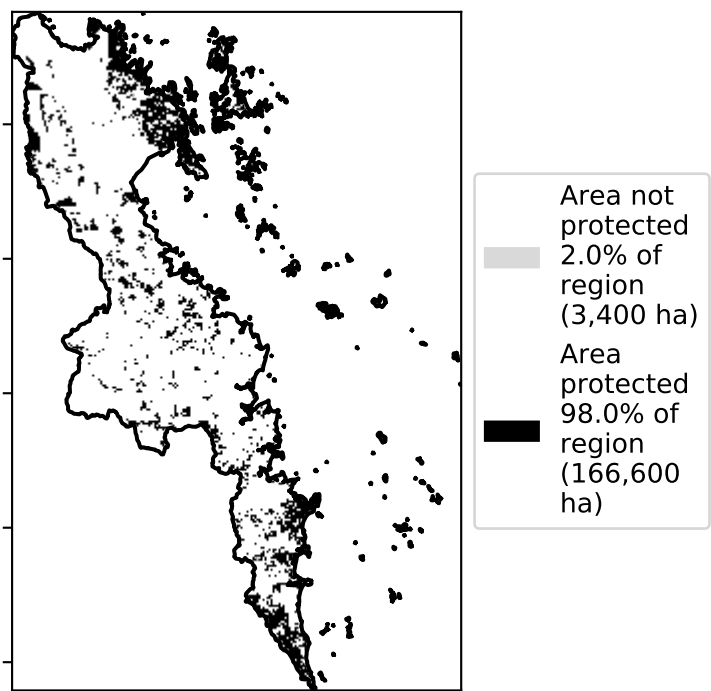 Area not
protected
2.0% of
region
(3,400 ha)
Area
protected
98.0% of
region
(166,600
ha)